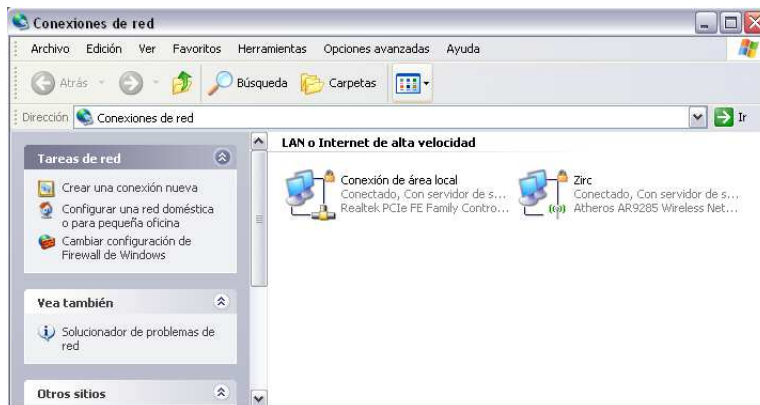 Conexiones de red
Archivo Edición Ver Favoritos Herramientas Opciones avanzadas Ayuda
Atrás Búsqueda Carpetas
Dirección Conexiones de red Ir
Tareas de red
Crear una conexión nueva
Configurar una red doméstica
o para pequeña oficina
Cambiar configuración de
Firewall de Windows
Vea también
Solucionador de problemas de
red
Otros sitios
LAN o Internet de alta velocidad
Conexión de área local
Conectado, Con servidor de s...
Realtek PCIe FE Family Contro...
Zirc
Conectado, Con servidor de s...
Atheros AR9285 Wireless Net...